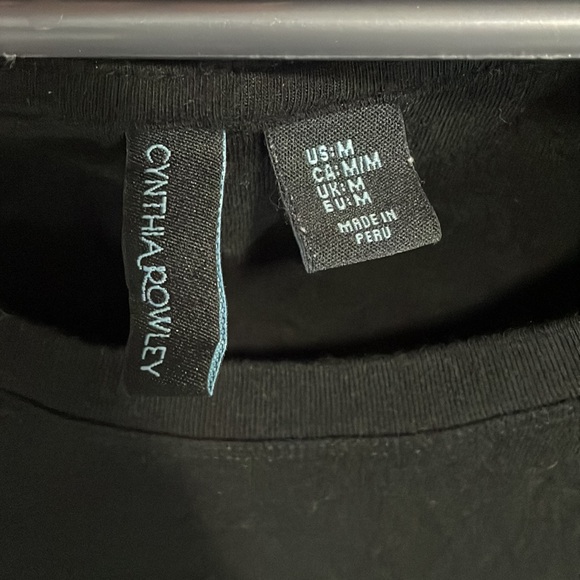 CYNTHIA ROWLEY
US:M
CA:M/M
UK:M
EU:M
MADE IN
PERU